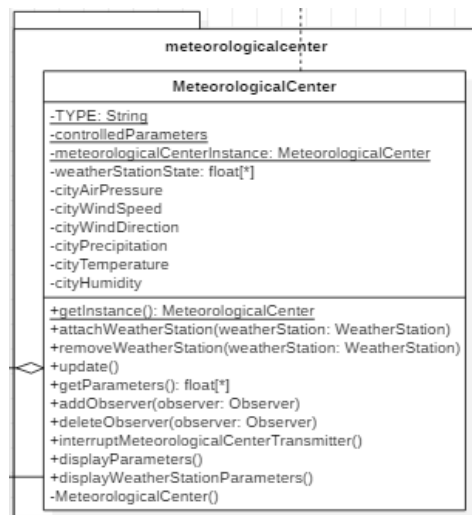 meteorologicalcenter
MeteorologicalCenter
-TYPE: String
-controlledParameters
-meteorologicalCenterInstance: MeteorologicalCenter
-weatherStationState: float[*]
-cityAirPressure
-cityWindSpeed
-cityWindDirection
-cityPrecipitation
-cityTemperature
-cityHumidity
+getInstance(): MeteorologicalCenter
+attachWeatherStation(weatherStation: WeatherStation)
+removeWeatherStation(weatherStation: WeatherStation)
+update()
+getParameters(): float[*]
+addObserver(observer: Observer)
+deleteObserver(observer: Observer)
+interruptMeteorologicalCenterTransmitter()
+displayParameters()
+displayWeatherStationParameters()
-MeteorologicalCenter()